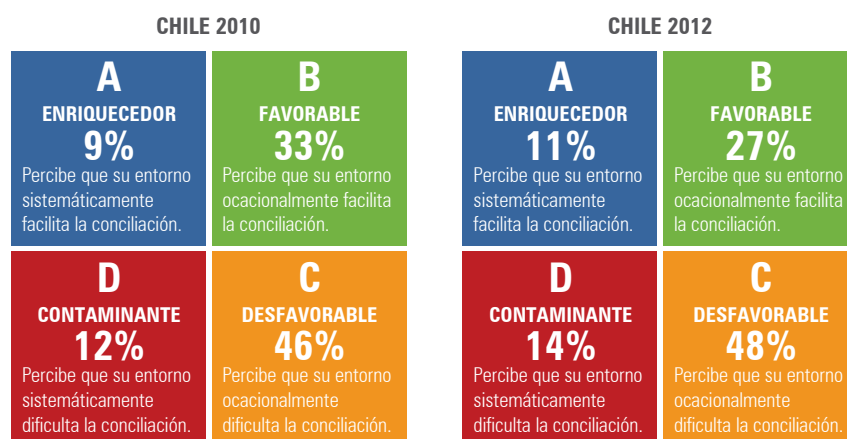 CHILE 2010
A
ENRIQUECEDOR
9%
Percibe que su entorno
sistemáticamente
facilita la conciliación.
B
FAVORABLE
33%
Percibe que su entorno
ocacionalmente facilita
la conciliación.
D
CONTAMINANTE
12%
Percibe que su entorno
sistemáticamente
dificulta la conciliación.
C
DESFAVORABLE
46%
Percibe que su entorno
ocacionalmente
dificulta la conciliación.
CHILE 2012
A
ENRIQUECEDOR
11%
Percibe que su entorno
sistemáticamente
facilita la conciliación.
B
FAVORABLE
27%
Percibe que su entorno
ocacionalmente facilita
la conciliación.
D
CONTAMINANTE
14%
Percibe que su entorno
sistemáticamente
dificulta la conciliación.
C
DESFAVORABLE
48%
Percibe que su entorno
ocacionalmente
dificulta la conciliación.